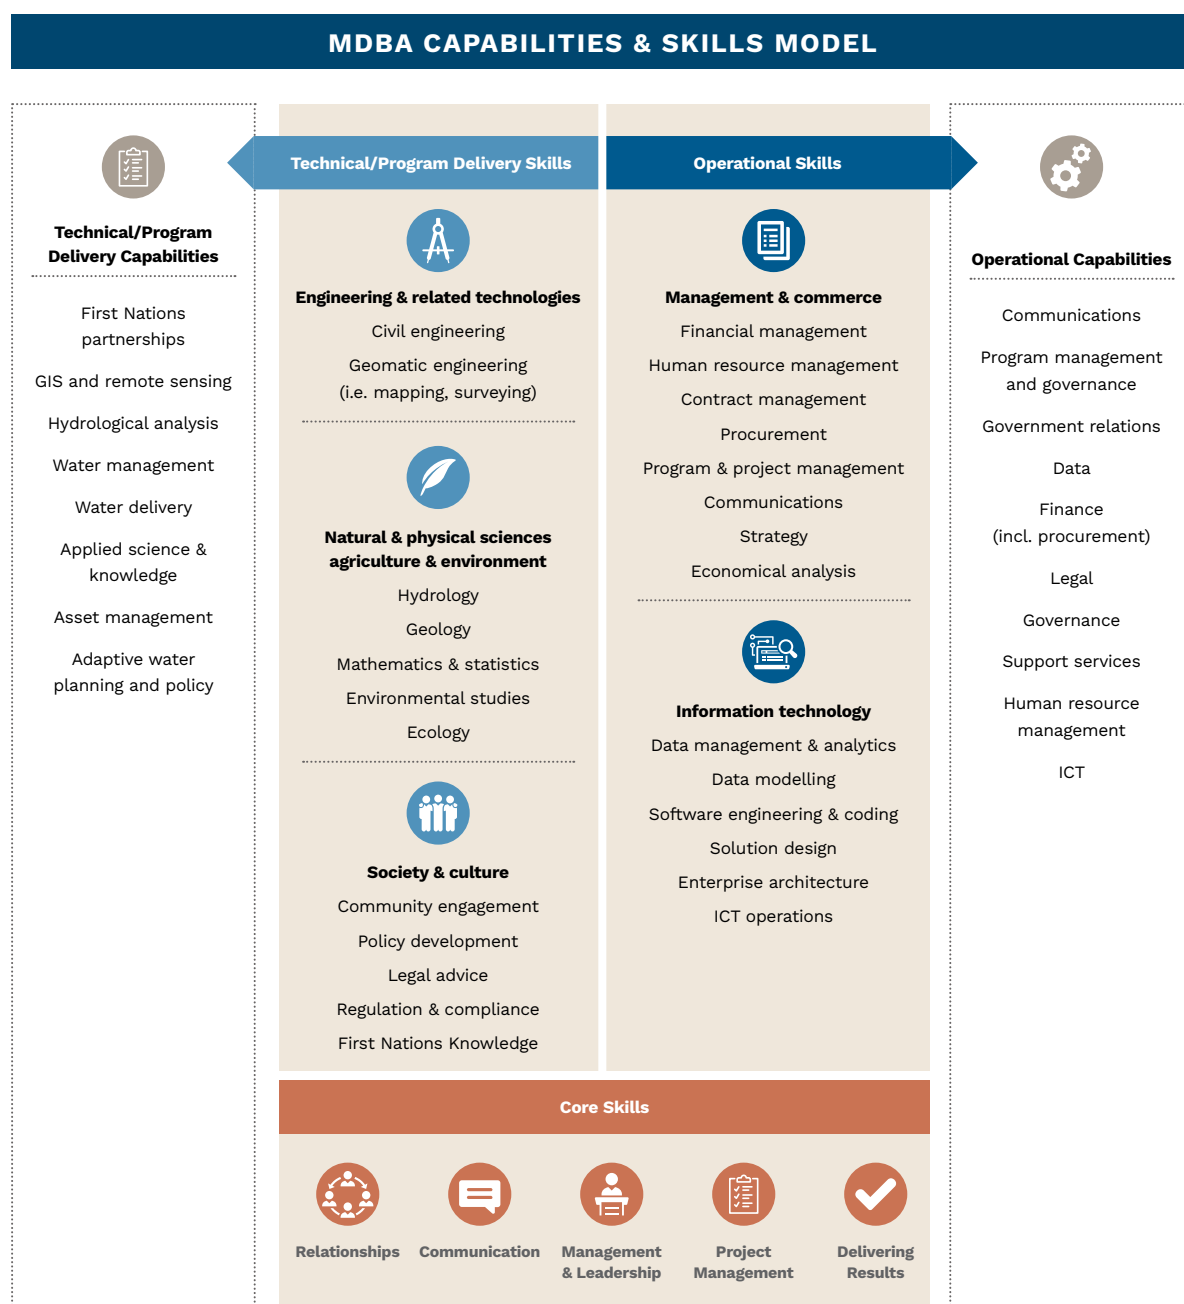 MDBA CAPABILITIES & SKILLS MODEL
Technical/Program
Delivery Capabilities
First Nations
partnerships
GIS and remote sensing
Hydrological analysis
Water management
Water delivery
Applied science &
knowledge
Asset management
Adaptive water
planning and policy
Technical/Program Delivery Skills
Engineering & related technologies
Civil engineering
Geomatic engineering
(i.e. mapping, surveying)
Natural & physical sciences
agriculture & environment
Hydrology
Geology
Mathematics & statistics
Environmental studies
Ecology
Society & culture
Community engagement
Policy development
Legal advice
Regulation & compliance
First Nations Knowledge
Operational Skills
Management & commerce
Financial management
Human resource management
Contract management
Procurement
Program & project management
Communications
Strategy
Economical analysis
Information technology
Data management & analytics
Data modelling
Software engineering & coding
Solution design
Enterprise architecture
ICT operations
Operational Capabilities
Communications
Program management
and governance
Government relations
Data
Finance
(incl. procurement)
Legal
Governance
Support services
Human resource
management
ICT
Core Skills
Relationships
Communication
Management
& Leadership
Project
Management
Delivering
Results